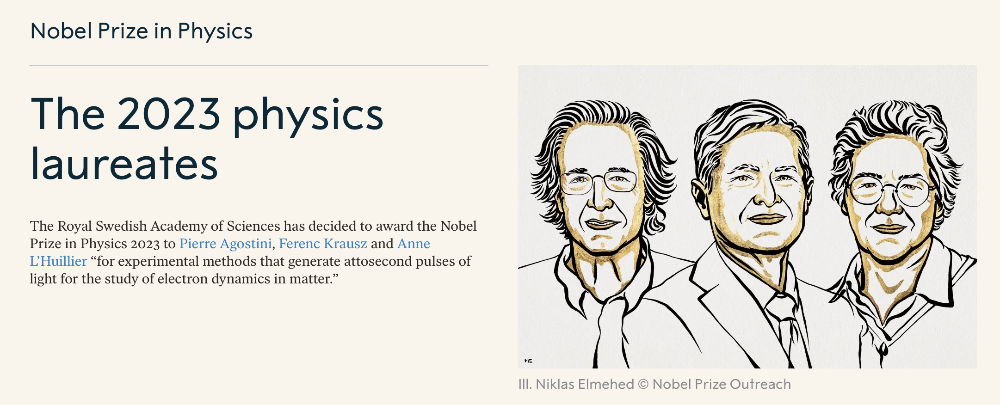 Nobel Prize in Physics
The 2023 physics
laureates
The Royal Swedish Academy of Sciences has decided to award the Nobel
Prize in Physics 2023 to Pierre Agostini, Ferenc Krausz and Anne
L’Huillier “for experimental methods that generate attosecond pulses of
light for the study of electron dynamics in matter.”
Ill. Niklas Elmehed © Nobel Prize Outreach